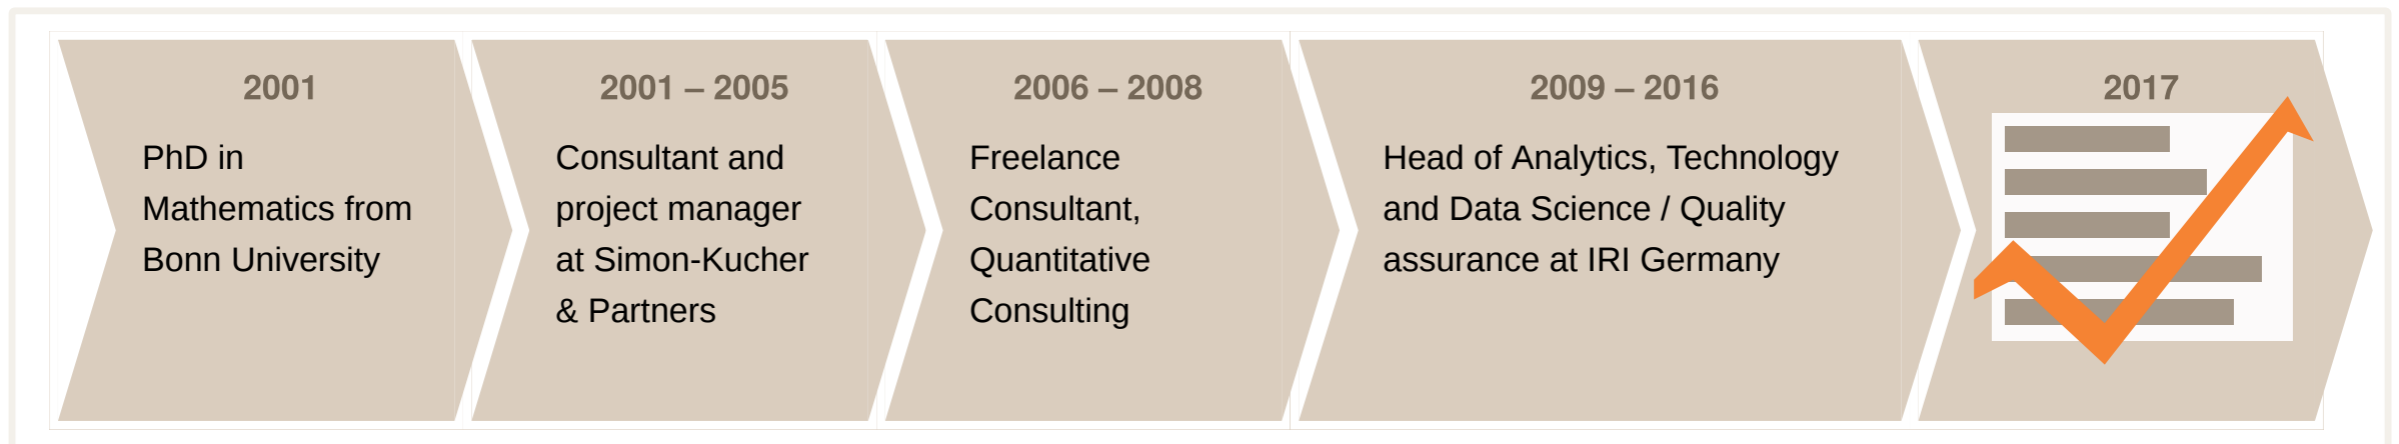 2001
PhD in
Mathematics from
Bonn University
2001 – 2005
Consultant and
project manager
at Simon-Kucher
& Partners
2006 – 2008
Freelance
Consultant,
Quantitative
Consulting
2009 – 2016
Head of Analytics, Technology
and Data Science / Quality
assurance at IRI Germany
2017